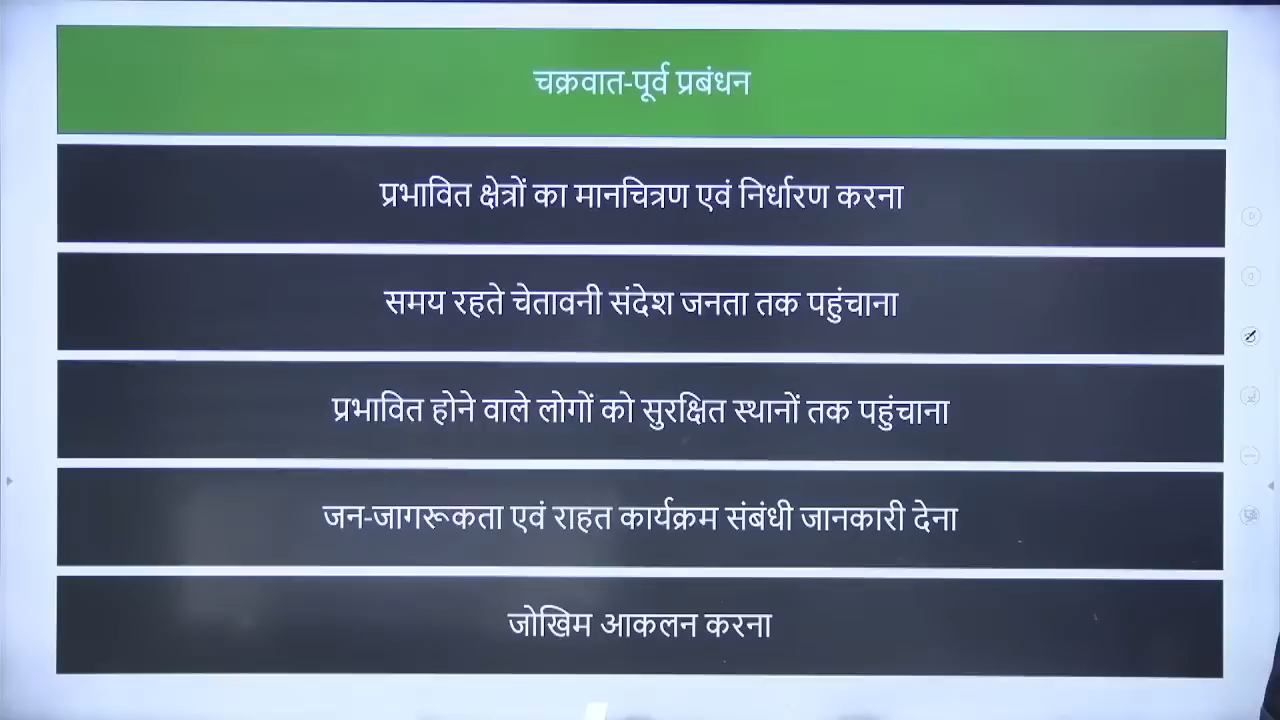 चक्रवात-पूर्व प्रबंधन
प्रभावित क्षेत्रों का मानचित्रण एवं निर्धारण करना
समय रहते चेतावनी संदेश जनता तक पहुंचाना
प्रभावित होने वाले लोगों को सुरक्षित स्थानों तक पहुंचाना
जन-जागरूकता एवं राहत कार्यक्रम संबंधी जानकारी देना
जोखिम आकलन करना